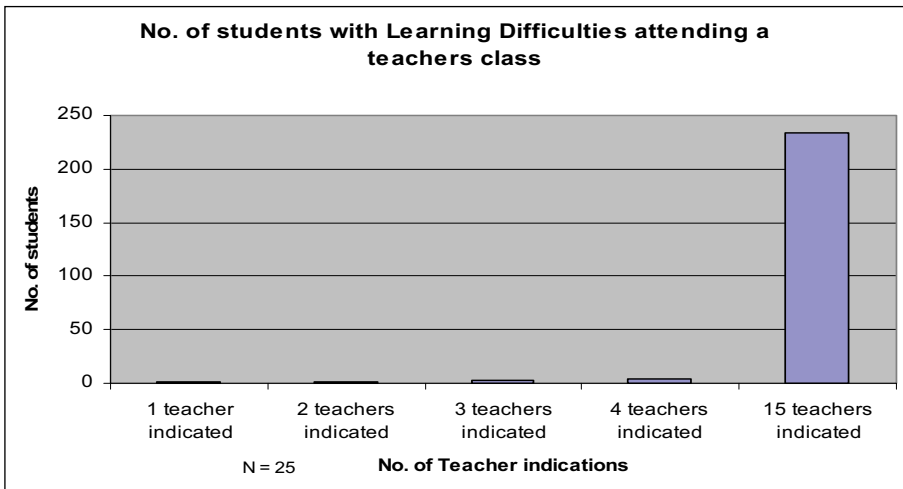 No. of students with Learning Difficulties attending a
teachers class
250
200
150
100
50
0
No. of students
1 teacher
indicated
2 teachers
indicated
3 teachers
indicated
4 teachers
indicated
15 teachers
indicated
N = 25
No. of Teacher indications